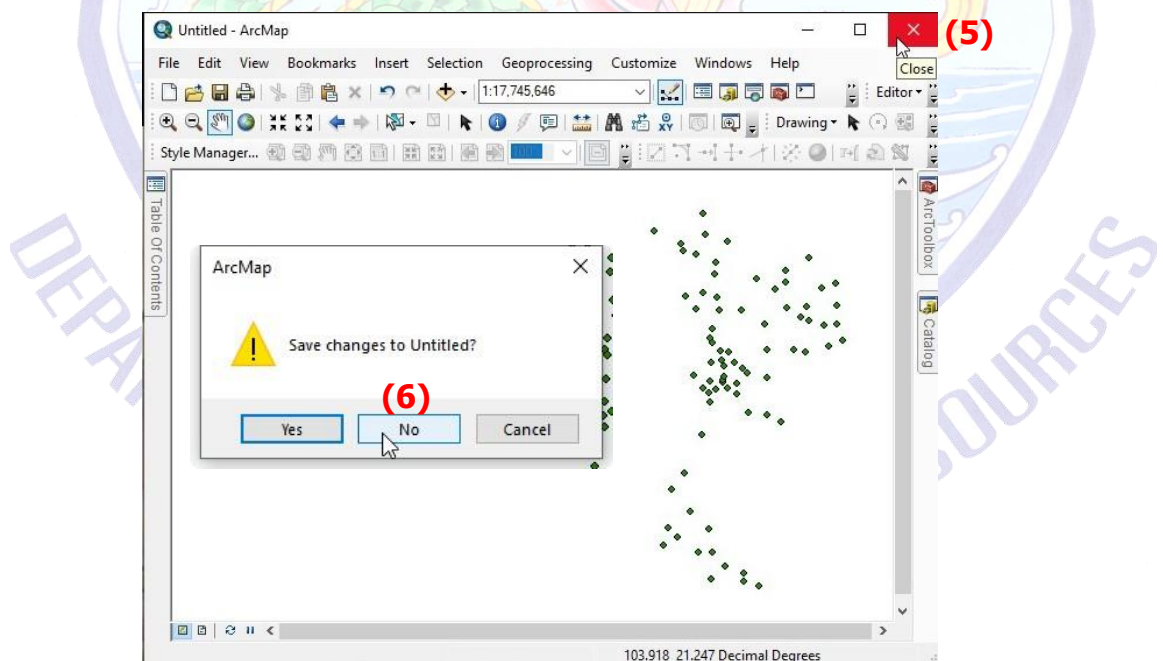 Untitled - ArcMap
(5)
File Edit View Bookmarks Insert Selection Geoprocessing Customize Windows Help
Close
1:17,745,646
Editor
Drawing
Style Manager...
Table Of Contents
ArcToolbox
Catalog
ArcMap
Save changes to Untitled?
(6)
Yes No Cancel
103.918 21.247 Decimal Degrees